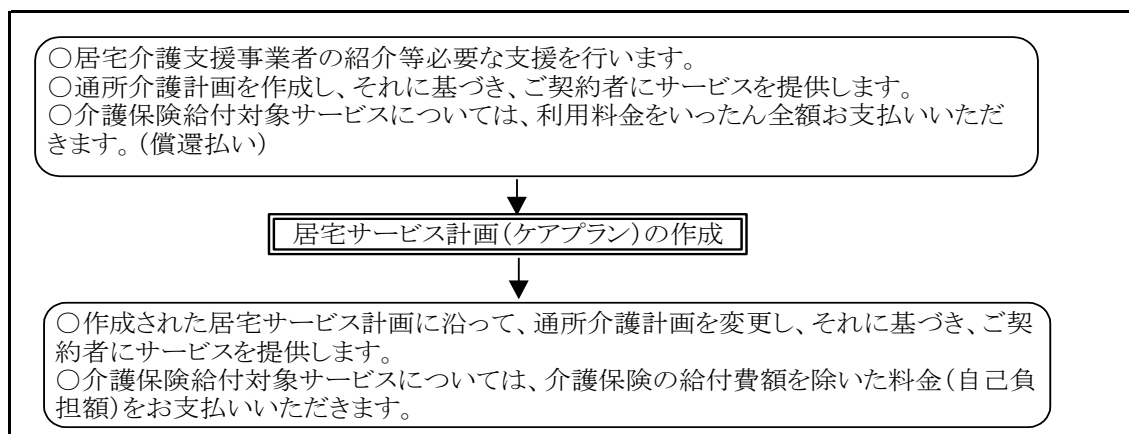 ○居宅介護支援事業者の紹介等必要な支援を行います。
○通所介護計画を作成し、それに基づき、ご契約者にサービスを提供します。
○介護保険給付対象サービスについては、利用料金をいったん全額お支払いいただ
きます。(償還払い)
居宅サービス計画(ケアプラン)の作成
○作成された居宅サービス計画に沿って、通所介護計画を変更し、それに基づき、ご契
約者にサービスを提供します。
○介護保険給付対象サービスについては、介護保険の給付費額を除いた料金(自己負
担額)をお支払いいただきます。